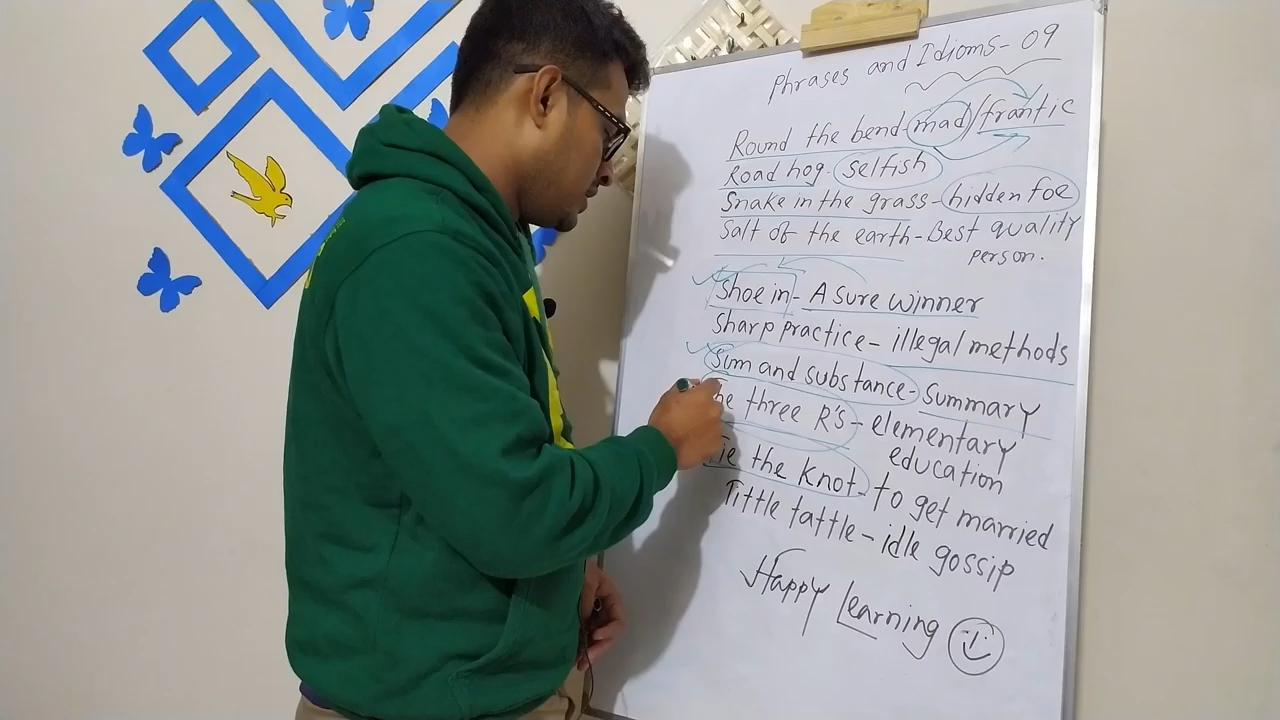 Phrases and Idioms- 09
Round the bend mad/frantic
Road hog. Selfish
Snake in the grass- hidden foe
Salt of the earth- Best quality
person.
Shoe in- A Sure winner
Sharp practice- illegal methods
Sum and substance- Summary
The three R's- elementary
education
Tie the Knot- to get married
Tittle tattle- idle gossip
Happy Learning